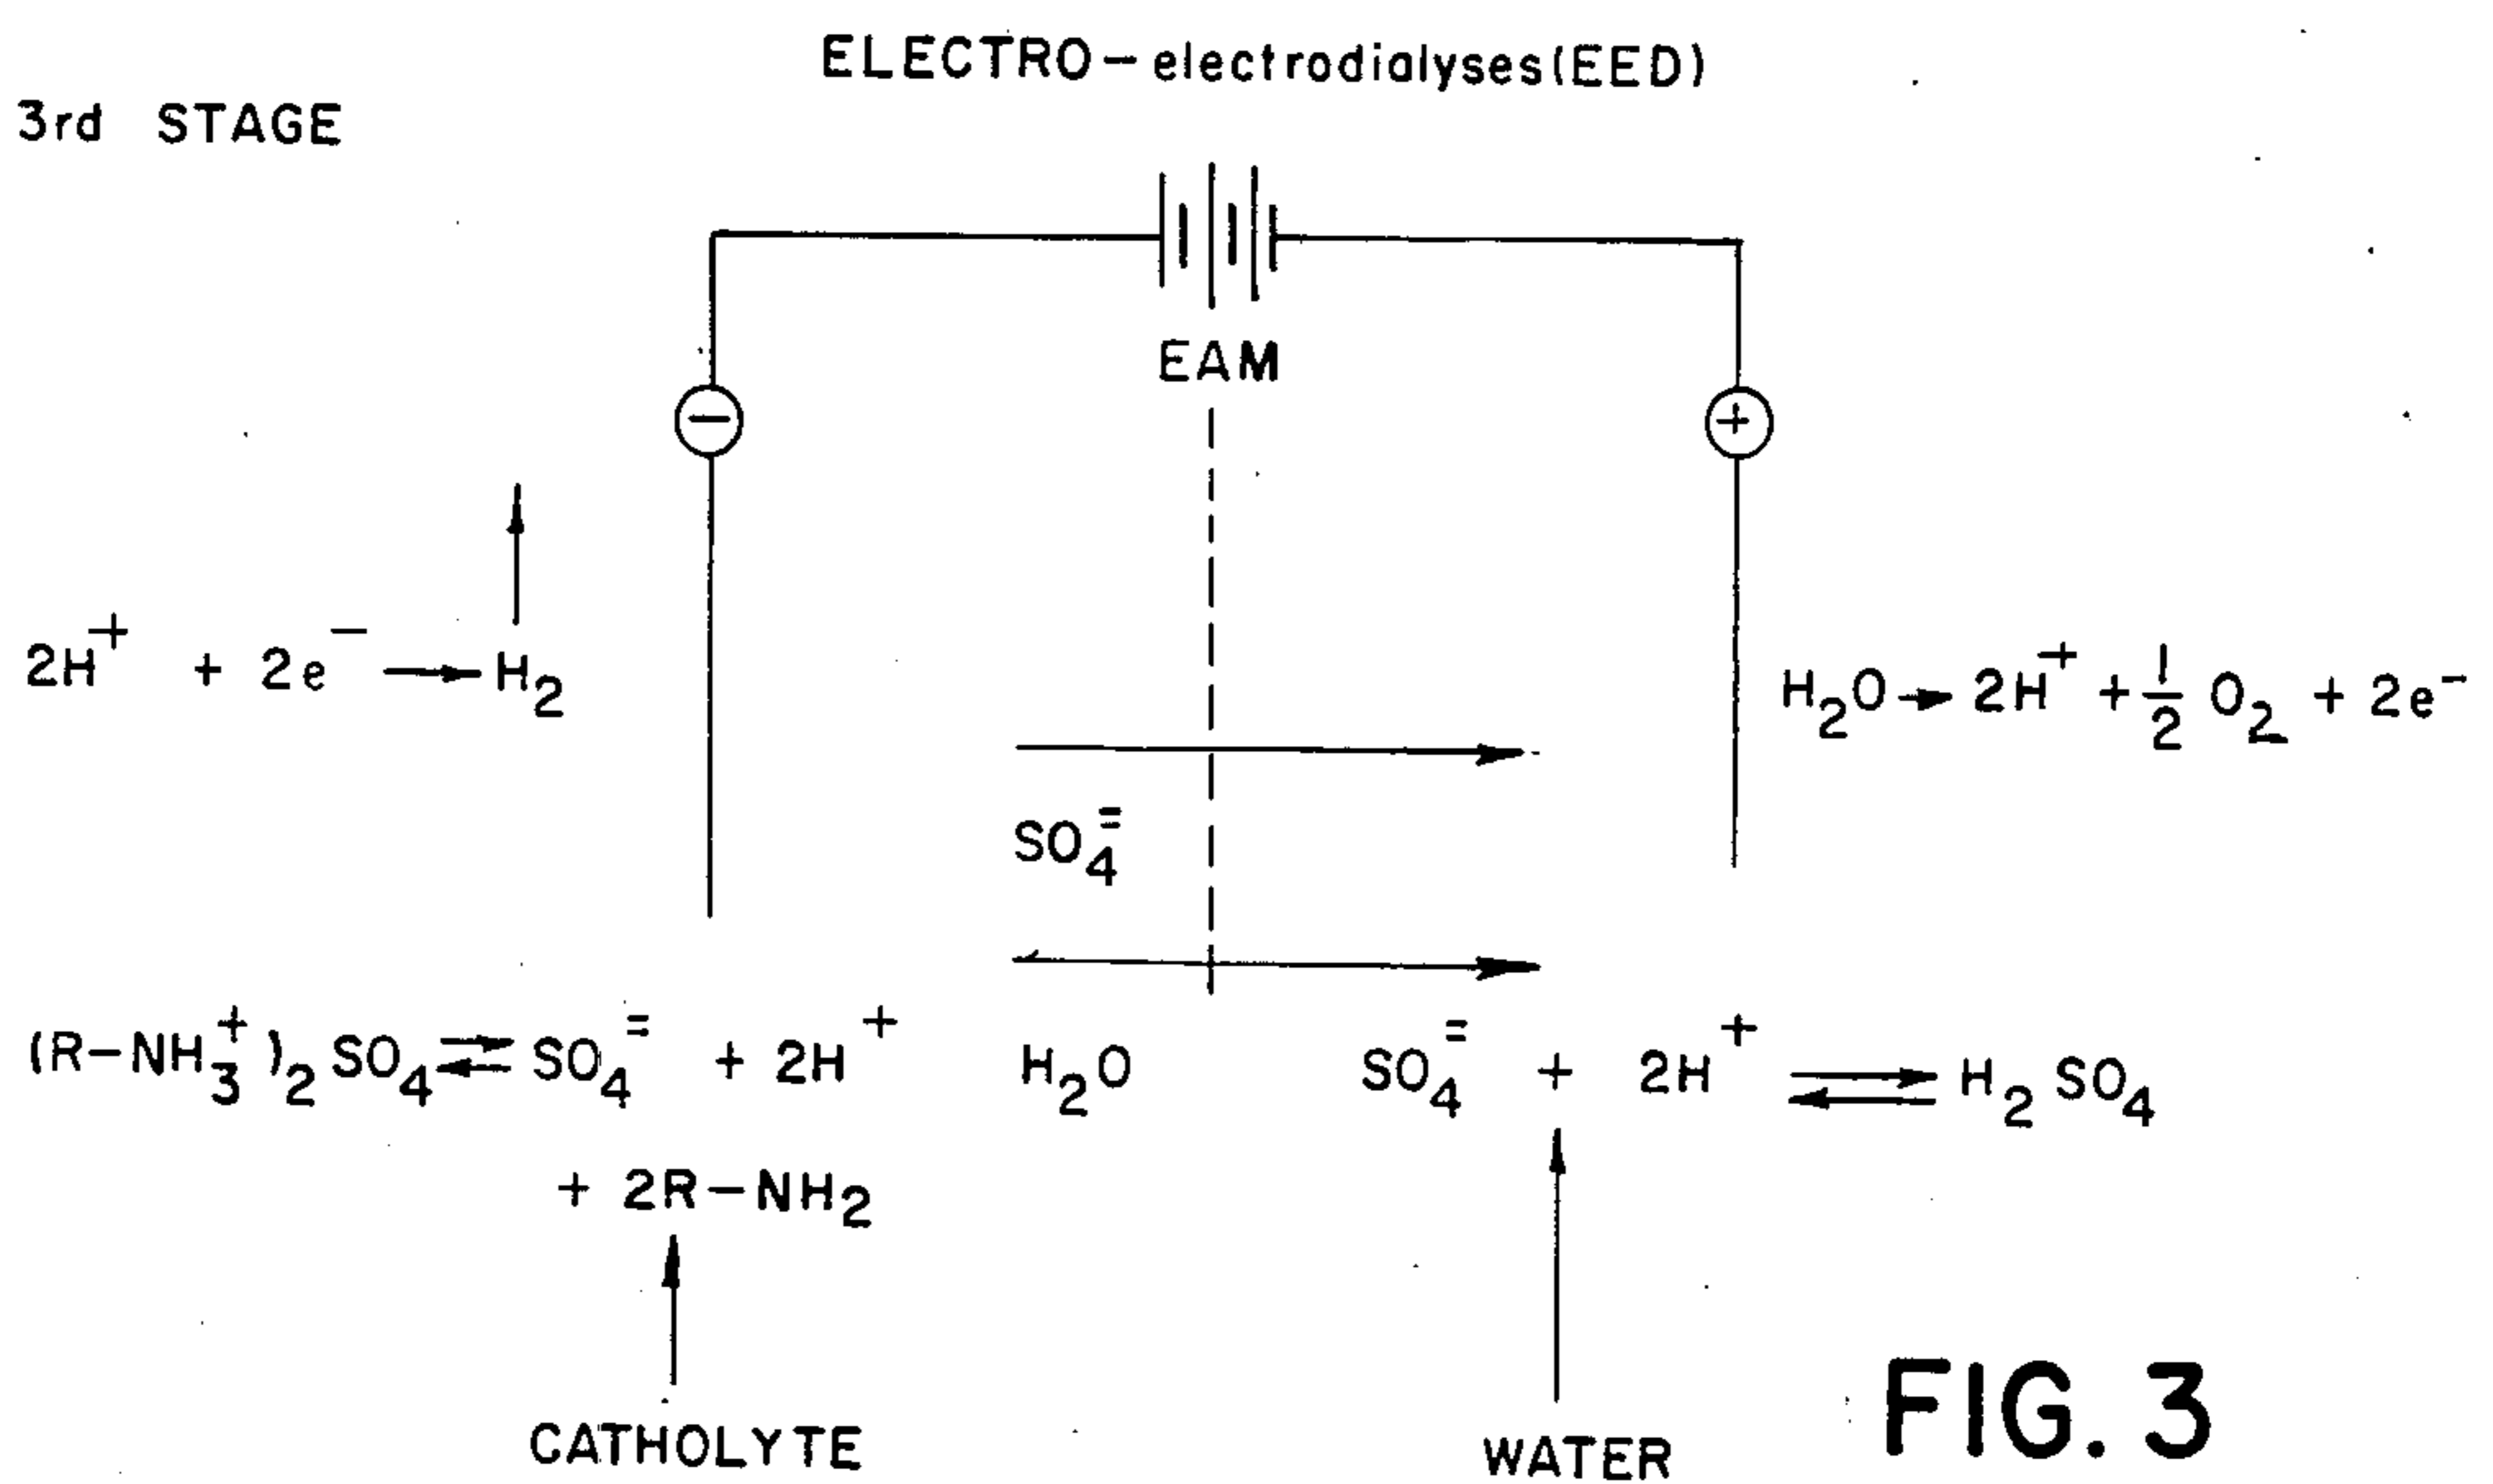 ELECTRO-electrodialyses(EED)
3rd STAGE
EAM
−
+
2H⁺ + 2e⁻ → H₂ ↑
H₂O → 2H⁺ + 1/2 O₂ + 2e⁻
SO₄⁼
(R-NH₃⁺)₂SO₄ ⇌ SO₄⁼ + 2H⁺
+ 2R-NH₂
H₂O
SO₄⁼ + 2H⁺ ⇌ H₂SO₄
CATHOLYTE
WATER
FIG. 3